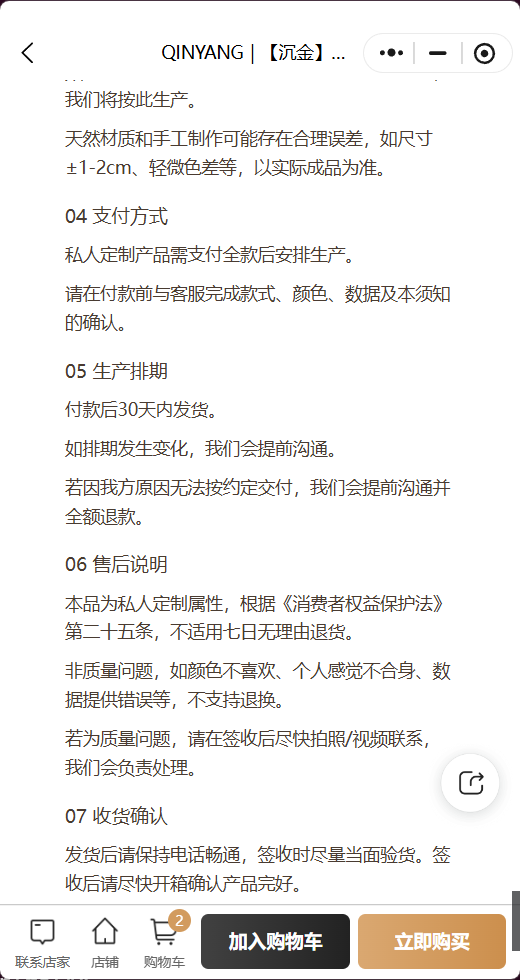 QINYANG | 【沉金】...
我们将按此生产。
天然材质和手工制作可能存在合理误差，如尺寸
±1-2cm、轻微色差等，以实际成品为准。
04 支付方式
私人定制产品需支付全款后安排生产。
请在付款前与客服完成款式、颜色、数据及本须知
的确认。
05 生产排期
付款后30天内发货。
如排期发生变化，我们会提前沟通。
若因我方原因无法按约定交付，我们会提前沟通并
全额退款。
06 售后说明
本品为私人定制属性，根据《消费者权益保护法》
第二十五条，不适用七日无理由退货。
非质量问题，如颜色不喜欢、个人感觉不合身、数
据提供错误等，不支持退换。
若为质量问题，请在签收后尽快拍照/视频联系，
我们会负责处理。
07 收货确认
发货后请保持电话畅通，签收时尽量当面验货。签
收后请尽快开箱确认产品完好。
2
联系店家
店铺
购物车
加入购物车
立即购买